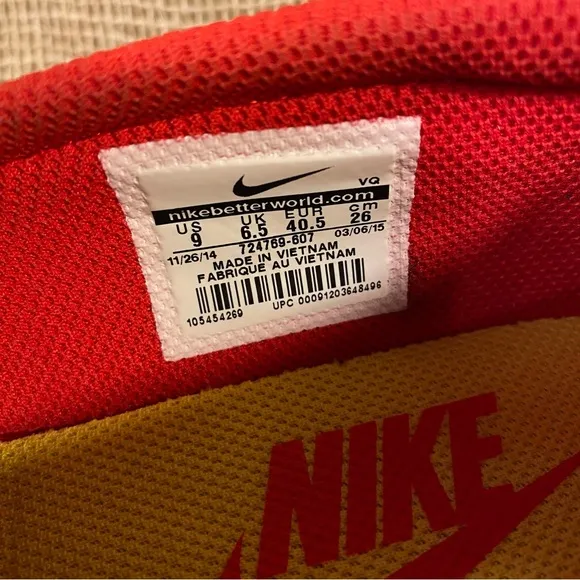 VQ
nikebetterworld.com
US UK EUR cm
9 6.5 40.5 26
11/26/14 724769-607 03/06/15
MADE IN VIETNAM
FABRIQUE AU VIETNAM
105454269 UPC 00091203648496
NIKE